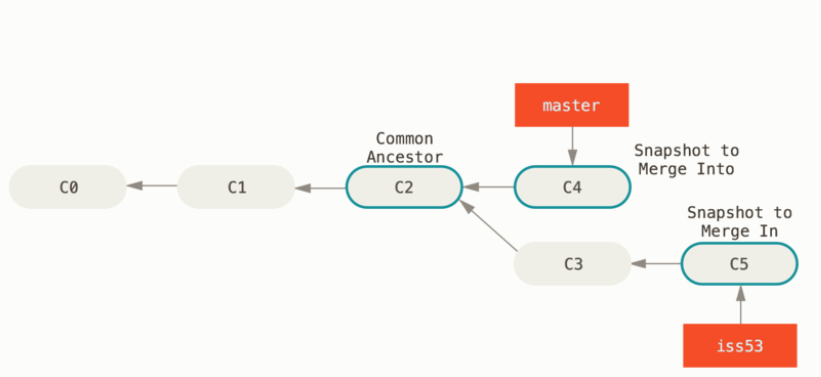 master
Common
Ancestor
Snapshot to
Merge Into
C0
C1
C2
C4
Snapshot to
Merge In
C3
C5
iss53